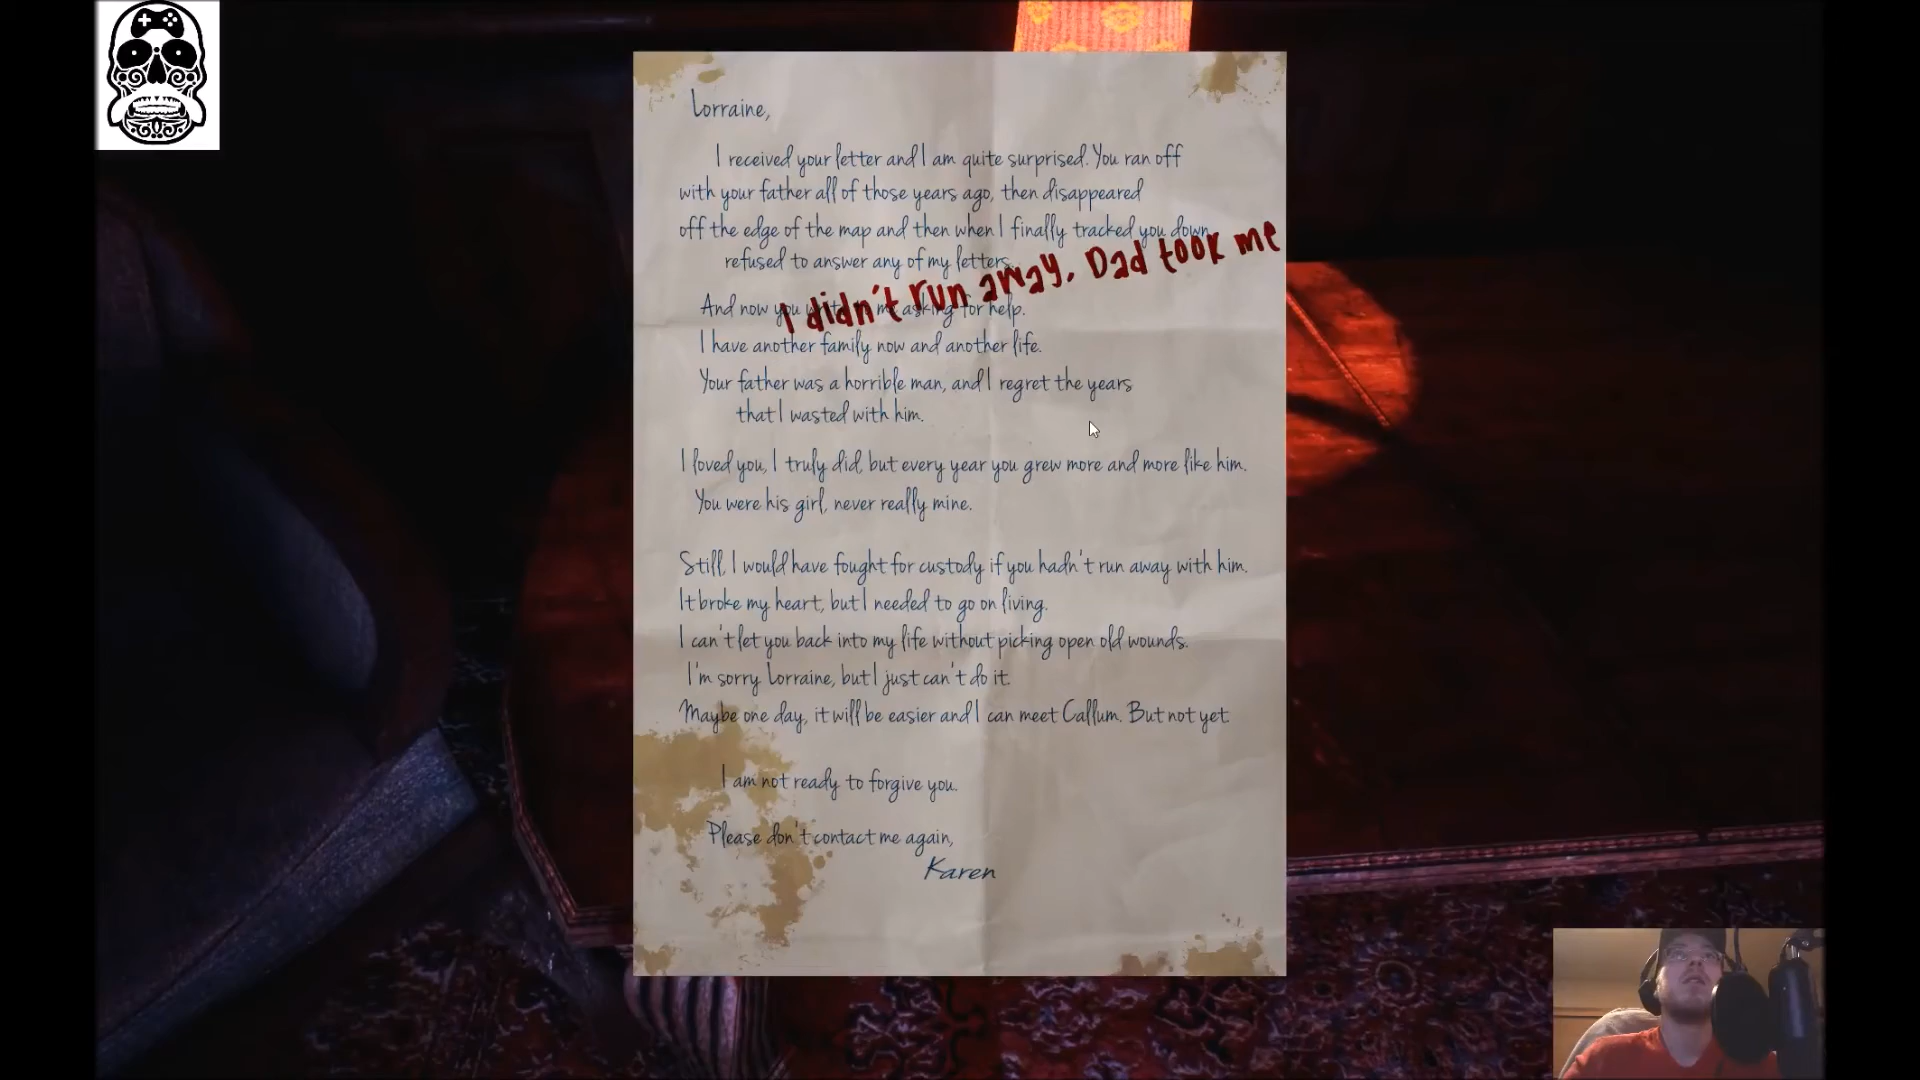 Lorraine,
I received your letter and I am quite surprised. You ran off
with your father all of those years ago, then disappeared
off the edge of the map and then when I finally tracked you down
refused to answer any of my letters.
I didn't run away. Dad took me
And now you write me asking for help.
I have another family now and another life.
Your father was a horrible man, and I regret the years
that I wasted with him.
I loved you, I truly did, but every year you grew more and more like him.
You were his girl, never really mine.
Still, I would have fought for custody if you hadn't run away with him.
It broke my heart, but I needed to go on living.
I can't let you back into my life without picking open old wounds.
I'm sorry Lorraine, but I just can't do it.
Maybe one day, it will be easier and I can meet Callum. But not yet
I am not ready to forgive you.
Please don't contact me again,
Karen